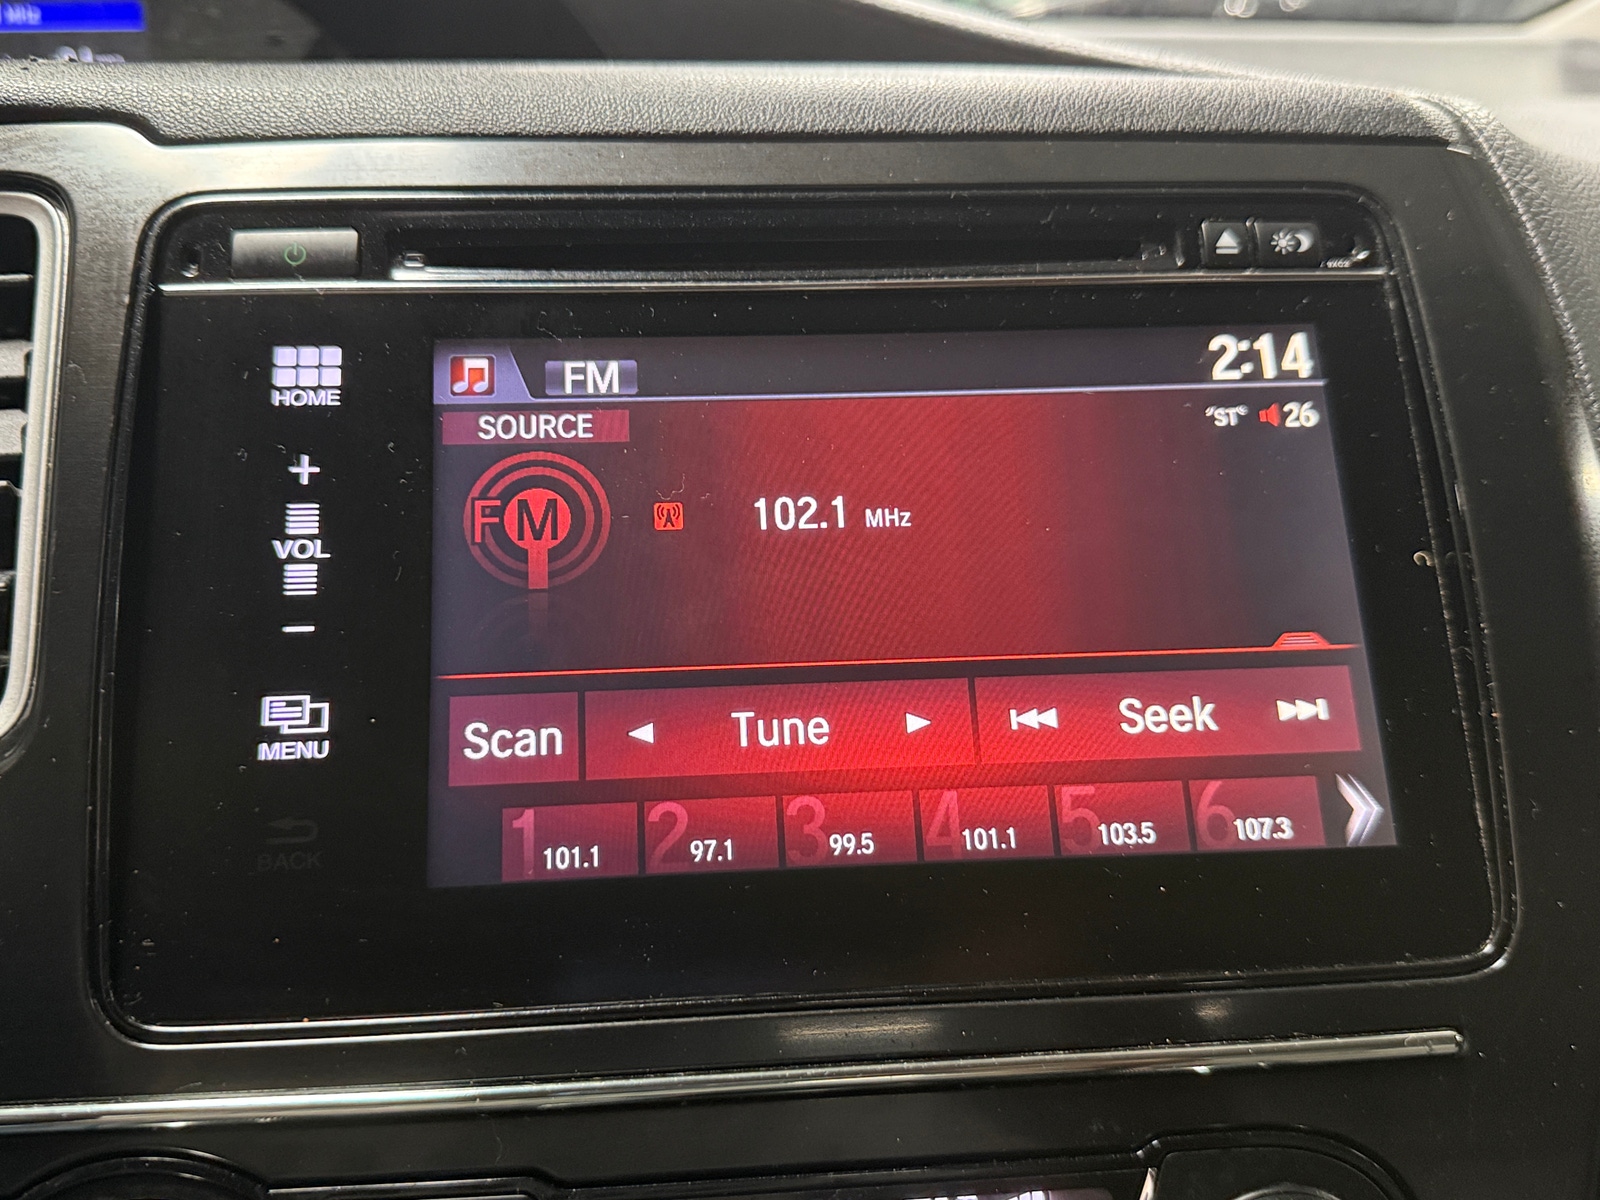 MHz
HOME
VOL
MENU
BACK
FM
2:14
SOURCE
"ST" 26
FM
102.1 MHz
Scan
Tune
Seek
1 101.1
2 97.1
3 99.5
4 101.1
5 103.5
6 107.3